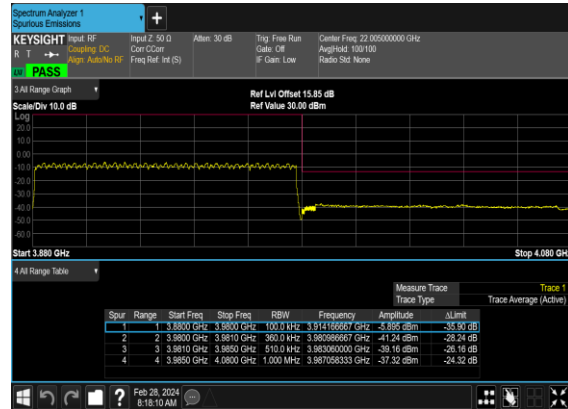 Spectrum Analyzer 1
Spurious Emissions
KEYSIGHT Input: RF Input Z: 50 Ω Atten: 30 dB Trig: Free Run Center Freq: 22.005000000 GHz
R T Coupling: DC Corr CCorr Gate: Off Avg|Hold: 100/100
Align: Auto/No RF Freq Ref: Int (S) IF Gain: Low Radio Std: None
LW PASS
3 All Range Graph
Ref Lvl Offset 15.85 dB
Scale/Div 10.0 dB Ref Value 30.00 dBm
Log
20.0
10.0
0.00
-10.0
-20.0
-30.0
-40.0
-50.0
-60.0
Start 3.880 GHz Stop 4.080 GH
4 All Range Table
Measure Trace Trace 1
Trace Type Trace Average (Active)
Spur Range Start Freq Stop Freq RBW Frequency Amplitude ΔLimit
1 1 3.8800 GHz 3.9800 GHz 100.0 kHz 3.914166667 GHz -5.895 dBm -35.90 dB
2 2 3.9800 GHz 3.9810 GHz 360.0 kHz 3.980986667 GHz -41.24 dBm -28.24 dB
3 3 3.9810 GHz 3.9850 GHz 510.0 kHz 3.983060000 GHz -39.16 dBm -26.16 dB
4 4 3.9850 GHz 4.0800 GHz 1.000 MHz 3.987058333 GHz -37.32 dBm -24.32 dB
? Feb 28, 2024
8:18:10 AM